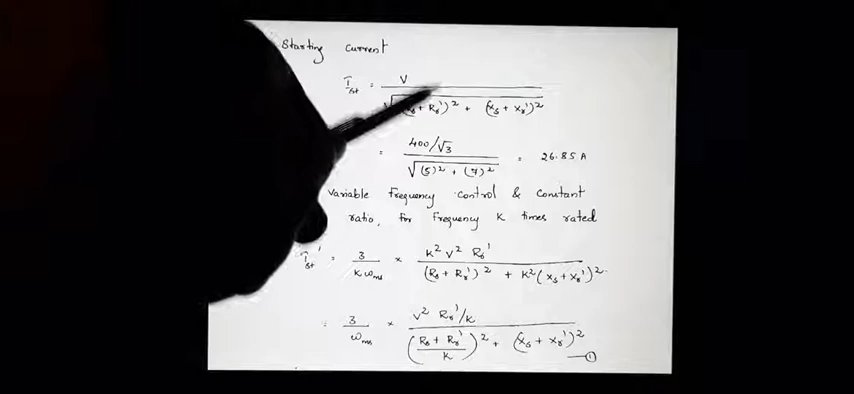 Starting current
I_st = V / √((R_s + R_r')² + (X_s + X_r')²)
= 400/√3 / √((5)² + (7)²) = 26.85 A
variable frequency control & constant
ratio, for frequency K times rated
T_st' = 3 / Kω_ms × K² V² R_r' / ((R_s + R_r')² + K² (X_s + X_r')²)
= 3 / ω_ms × V² R_r'/K / (((R_s + R_r') / K)² + (X_s + X_r')²) —①